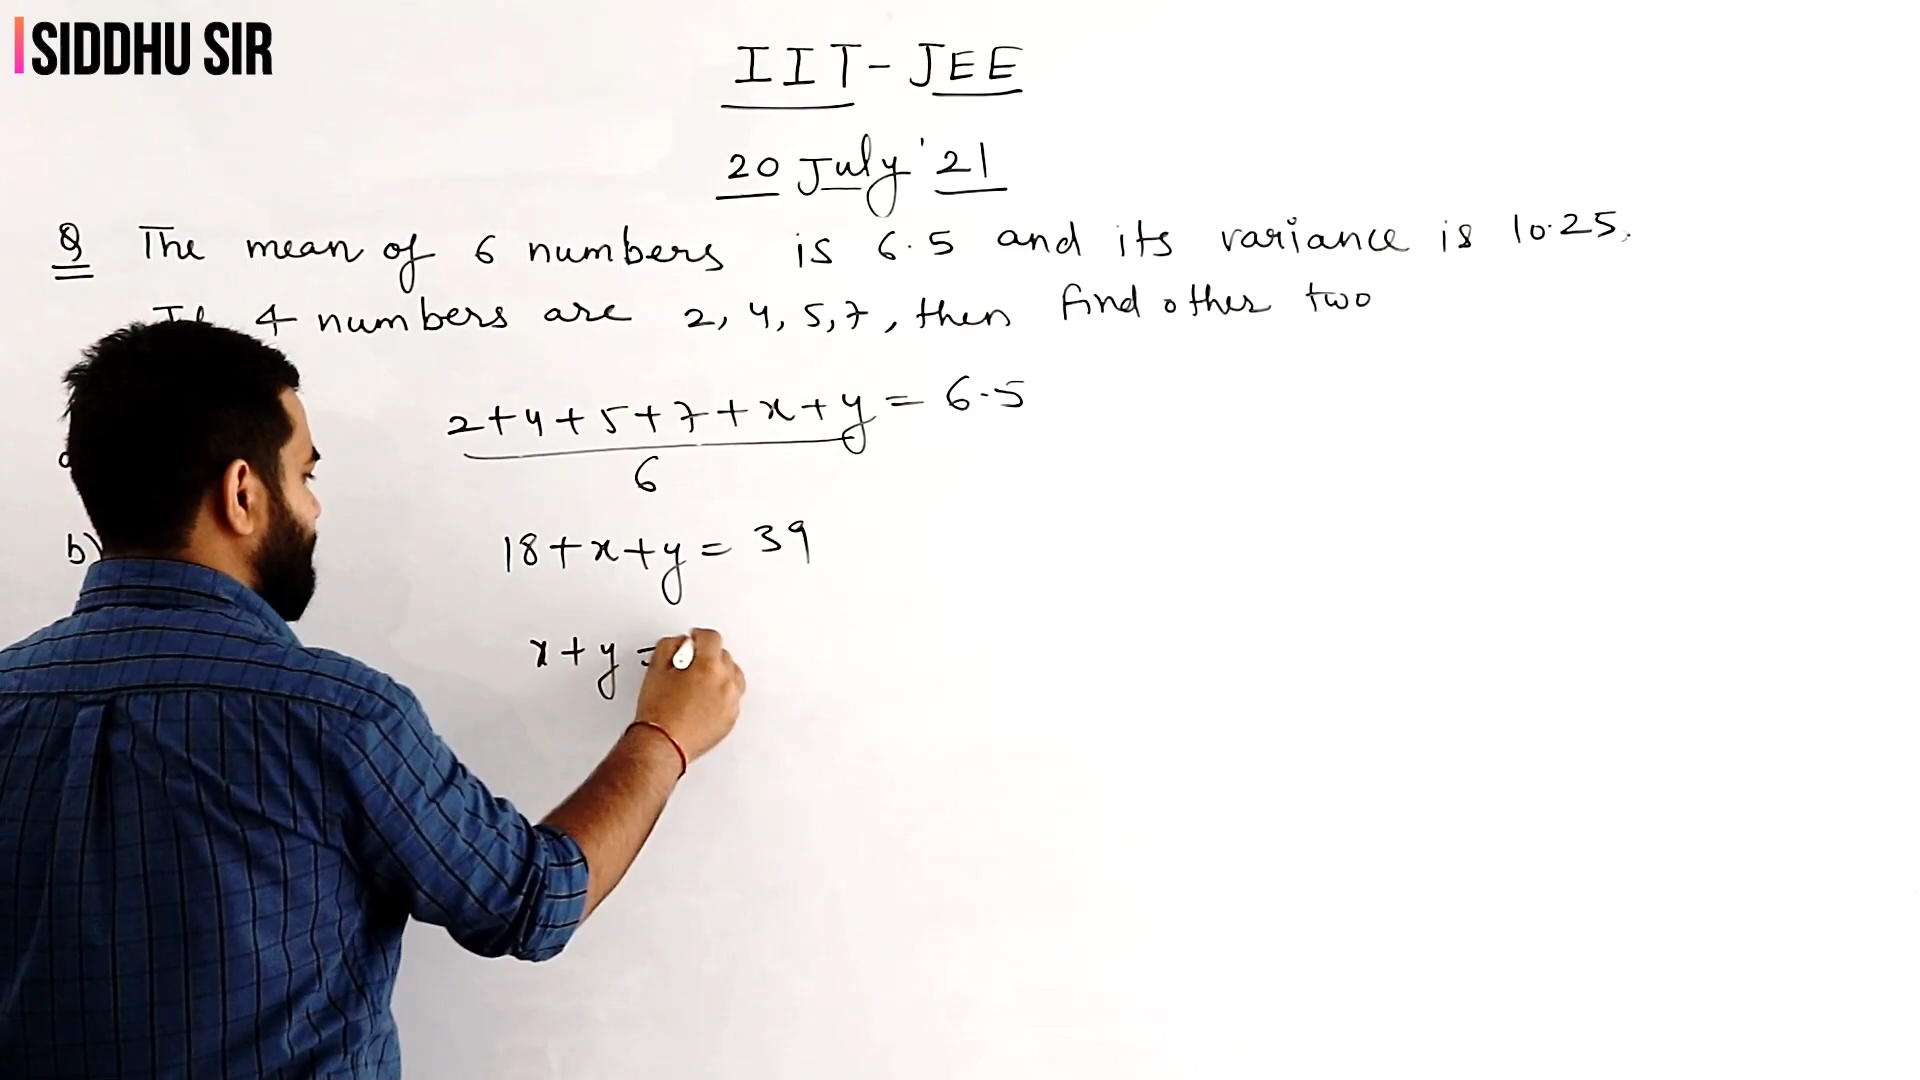 SIDDHU SIR
IIT-JEE
20 July '21
Q The mean of 6 numbers is 6.5 and its variance is 10.25.
If 4 numbers are 2, 4, 5, 7, then find other two
2+4+5+7+x+y = 6.5
6
18+x+y = 39
b)
x+y =